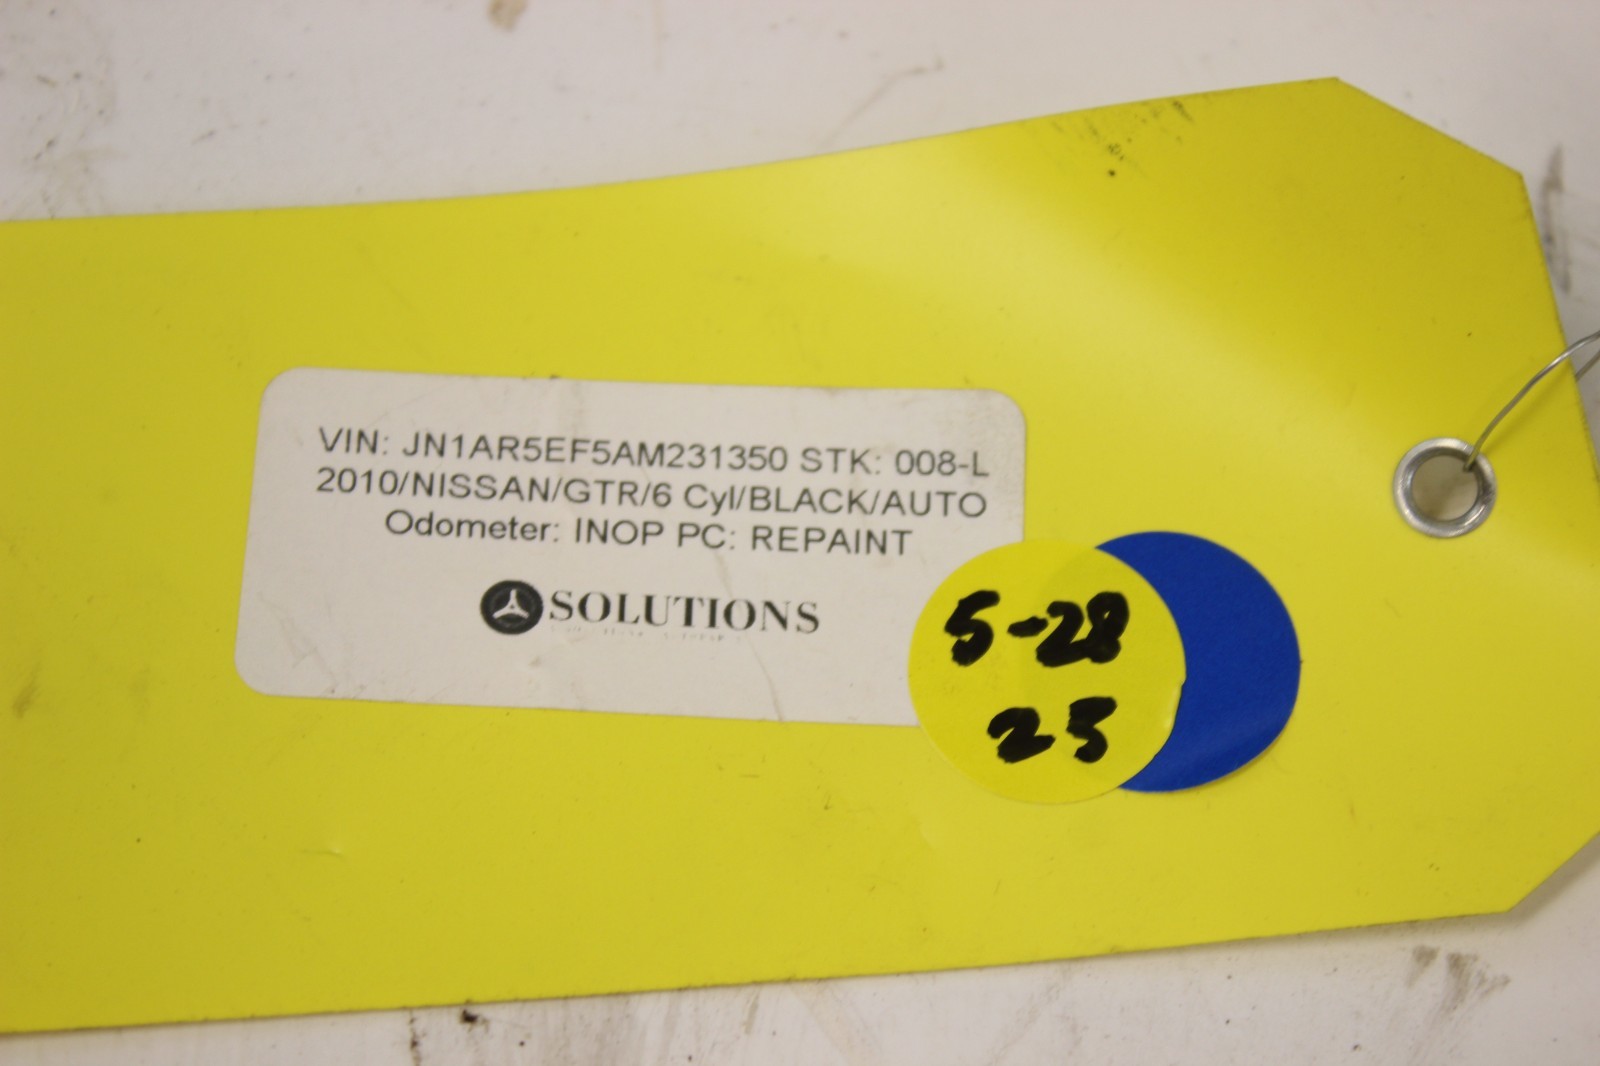 VIN: JN1AR5EF5AM231350 STK: 008-L
2010/NISSAN/GTR/6 Cyl/BLACK/AUTO
Odometer: INOP PC: REPAINT
SOLUTIONS
5-28
25